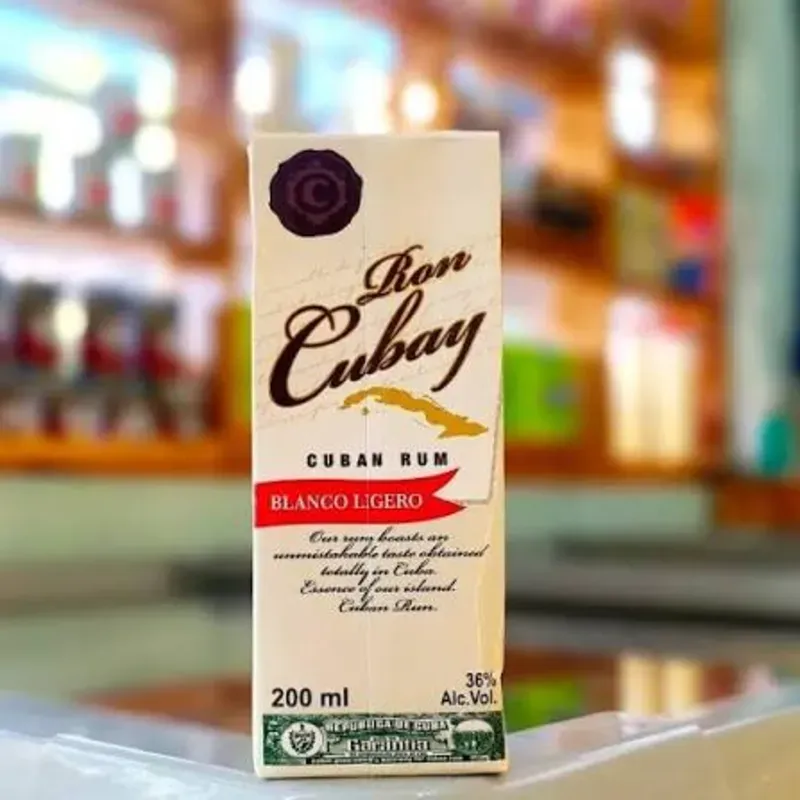 C
Ron
Cubay
CUBAN RUM
BLANCO LIGERO
Our rum boasts an
unmistakable taste obtained
totally in Cuba.
Essence of our island.
Cuban Rum.
36%
200 ml Alc.Vol.
REPUBLICA DE CUBA
Garantia